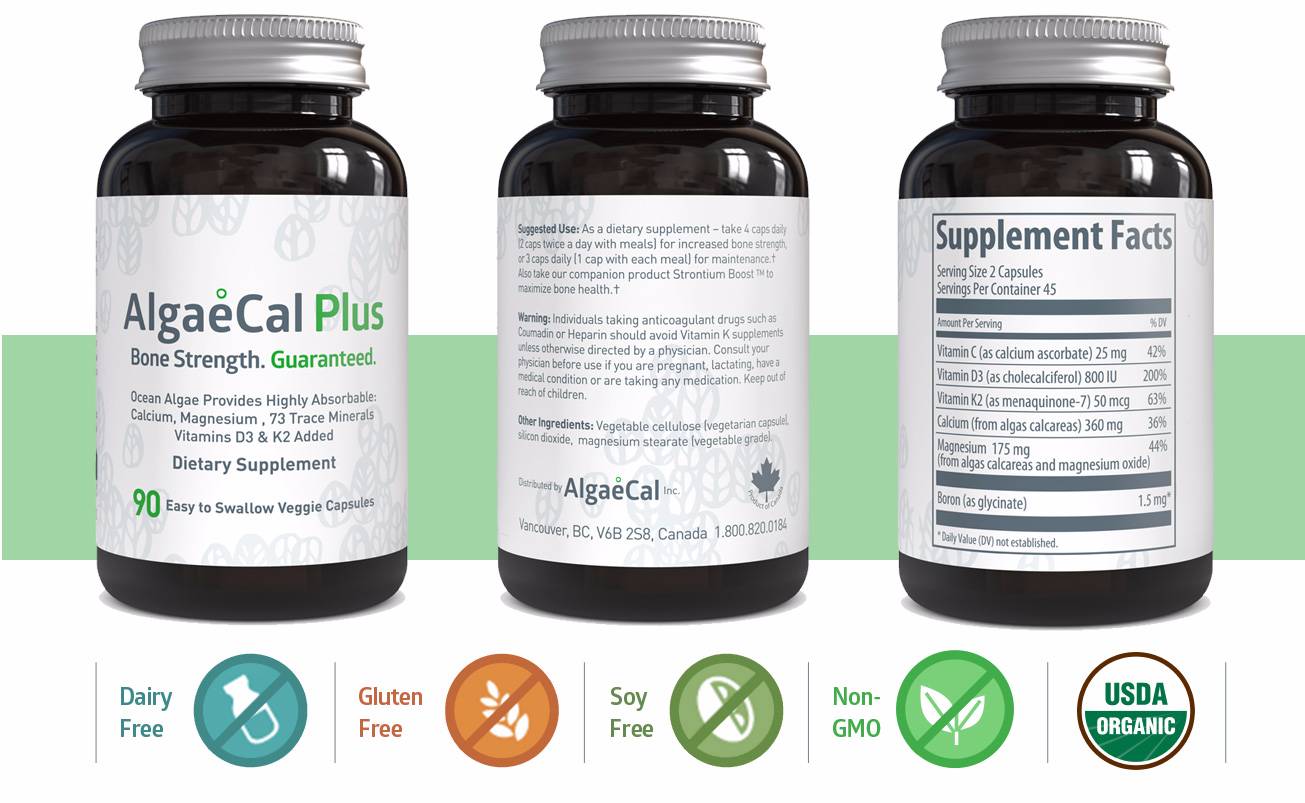 AlgaeCal Plus
Bone Strength. Guaranteed.
Ocean Algae Provides Highly Absorbable:
Calcium, Magnesium , 73 Trace Minerals
Vitamins D3 & K2 Added
Dietary Supplement
90 Easy to Swallow Veggie Capsules
Suggested Use: As a dietary supplement – take 4 caps daily
(2 caps twice a day with meals) for increased bone strength,
or 3 caps daily (1 cap with each meal) for maintenance.†
Also take our companion product Strontium Boost ™ to
maximize bone health.†
Warning: Individuals taking anticoagulant drugs such as
Coumadin or Heparin should avoid Vitamin K supplements
unless otherwise directed by a physician. Consult your
physician before use if you are pregnant, lactating, have a
medical condition or are taking any medication. Keep out of
reach of children.
Other Ingredients: Vegetable cellulose (vegetarian capsule),
silicon dioxide, magnesium stearate (vegetable grade).
Distributed by AlgaeCal Inc.
Product of Canada
Vancouver, BC, V6B 2S8, Canada 1.800.820.0184
Supplement Facts
Serving Size 2 Capsules
Servings Per Container 45
Amount Per Serving % DV
Vitamin C (as calcium ascorbate) 25 mg 42%
Vitamin D3 (as cholecalciferol) 800 IU 200%
Vitamin K2 (as menaquinone-7) 50 mcg 63%
Calcium (from algas calcareas) 360 mg 36%
Magnesium 175 mg 44%
(from algas calcareas and magnesium oxide)
Boron (as glycinate) 1.5 mg*
* Daily Value (DV) not established.
Dairy
Free
Gluten
Free
Soy
Free
Non-
GMO
USDA
ORGANIC